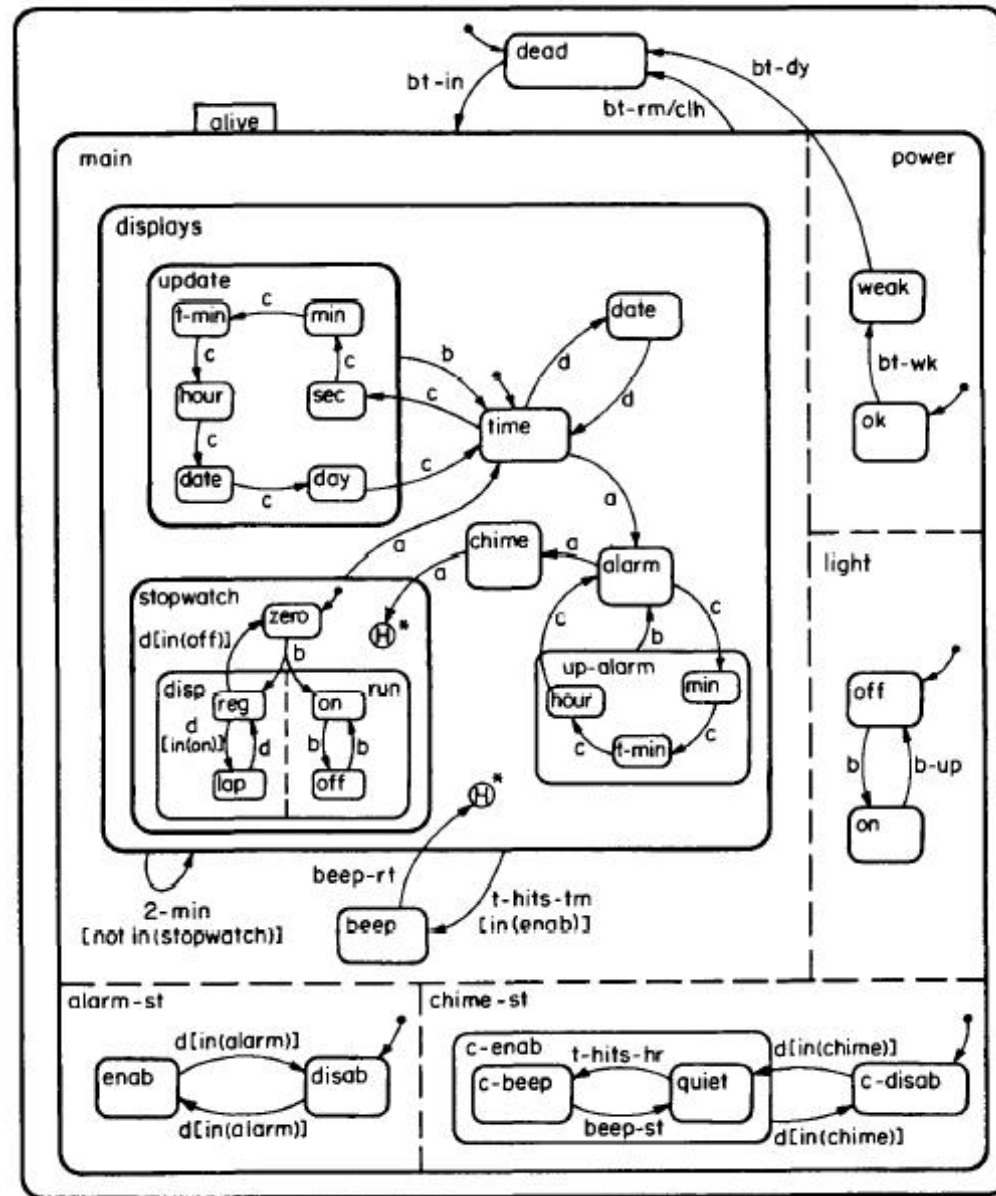 dead
bt-in
bt-dy
bt-rm/clh
alive
main
power
displays
update
t-min
c
min
c
c
hour
sec
c
date
c
day
c
c
b
time
d
date
d
a
a
chime
a
a
alarm
c
c
b
up-alarm
hour
min
c
t-min
c
stopwatch
zero
d[in(off)]
b
H*
disp
reg
on
run
d
[in(on)]
d
b
b
lap
off
H*
beep-rt
beep
t-hits-tm
[in(enab)]
2-min
[not in(stopwatch)]
weak
bt-wk
ok
light
off
b
b-up
on
alarm-st
enab
d[in(alarm)]
disab
d[in(alarm)]
chime-st
c-enab
t-hits-hr
c-beep
quiet
beep-st
d[in(chime)]
c-disab
d[in(chime)]